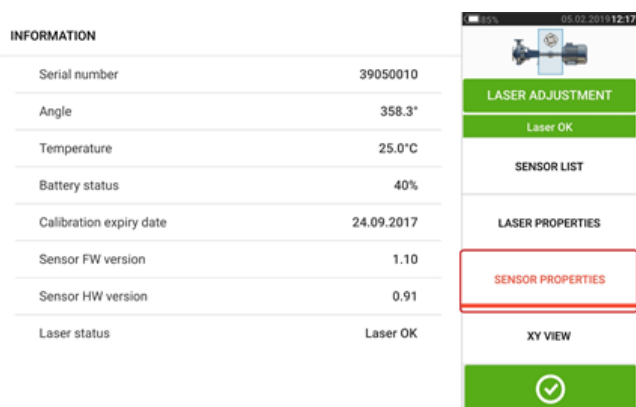 INFORMATION
Serial number 39050010
Angle 358.3°
Temperature 25.0°C
Battery status 40%
Calibration expiry date 24.09.2017
Sensor FW version 1.10
Sensor HW version 0.91
Laser status Laser OK
85% 05.02.2019 12:17
LASER ADJUSTMENT
Laser OK
SENSOR LIST
LASER PROPERTIES
SENSOR PROPERTIES
XY VIEW